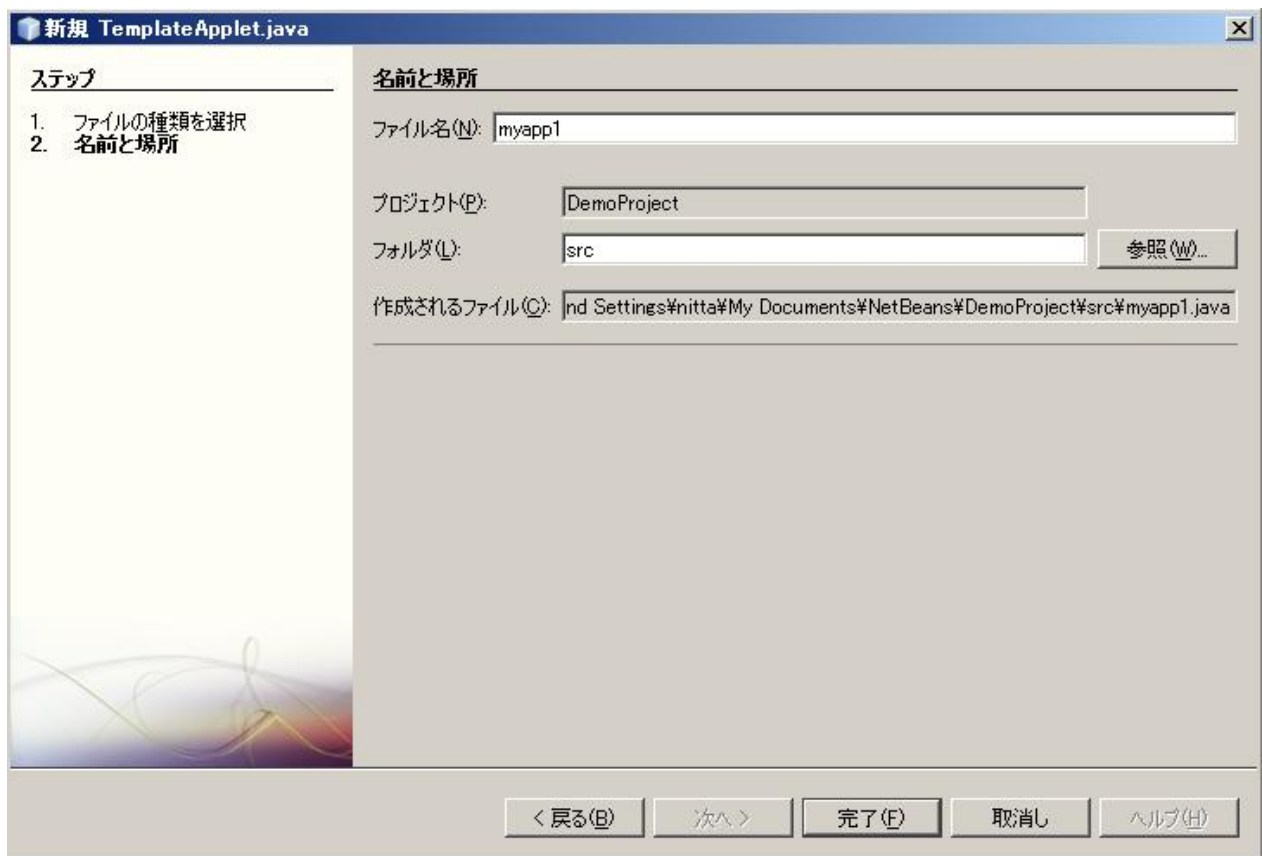 新規 TemplateApplet.java
ステップ
1. ファイルの種類を選択
2. 名前と場所
名前と場所
ファイル名(N): myapp1
プロジェクト(P): DemoProject
フォルダ(L): src 参照(W)...
作成されるファイル(C): nd Settings¥nitta¥My Documents¥NetBeans¥DemoProject¥src¥myapp1.java
< 戻る(B) 次へ > 完了(F) 取消し ヘルプ(H)